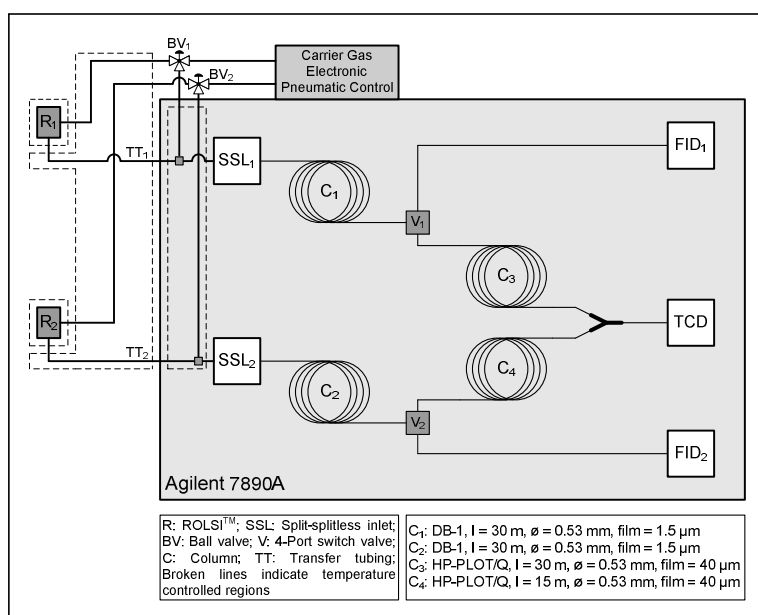 BV₁
BV₂
Carrier Gas
Electronic
Pneumatic Control
R₁
TT₁
SSL₁
C₁
V₁
FID₁
C₃
R₂
TT₂
SSL₂
C₂
V₂
C₄
TCD
FID₂
Agilent 7890A
R: ROLSI™; SSL: Split-splitless inlet;
BV: Ball valve; V: 4-Port switch valve;
C: Column; TT: Transfer tubing;
Broken lines indicate temperature
controlled regions
C₁: DB-1, l = 30 m, ø = 0.53 mm, film = 1.5 µm
C₂: DB-1, l = 30 m, ø = 0.53 mm, film = 1.5 µm
C₃: HP-PLOT/Q, l = 30 m, ø = 0.53 mm, film = 40 µm
C₄: HP-PLOT/Q, l = 15 m, ø = 0.53 mm, film = 40 µm